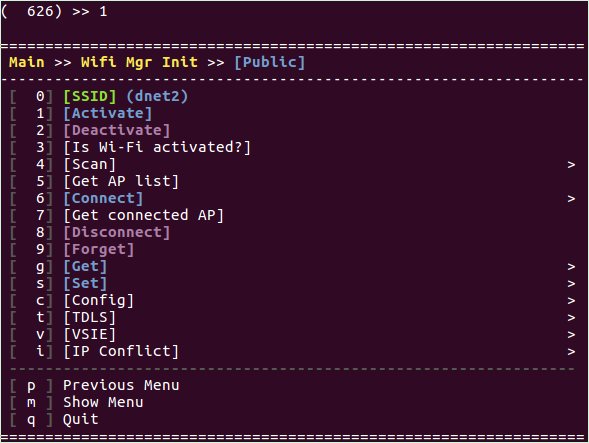 (  626) >> 1
================================================================
Main >> Wifi Mgr Init >> [Public]
----------------------------------------------------------------
[  0] [SSID] (dnet2)
[  1] [Activate]
[  2] [Deactivate]
[  3] [Is Wi-Fi activated?]
[  4] [Scan] >
[  5] [Get AP list]
[  6] [Connect] >
[  7] [Get connected AP]
[  8] [Disconnect]
[  9] [Forget]
[  g] [Get] >
[  s] [Set] >
[  c] [Config] >
[  t] [TDLS] >
[  v] [VSIE] >
[  i] [IP Conflict] >
---------------------------------------------------------------
[ p ] Previous Menu
[ m ] Show Menu
[ q ] Quit
================================================================